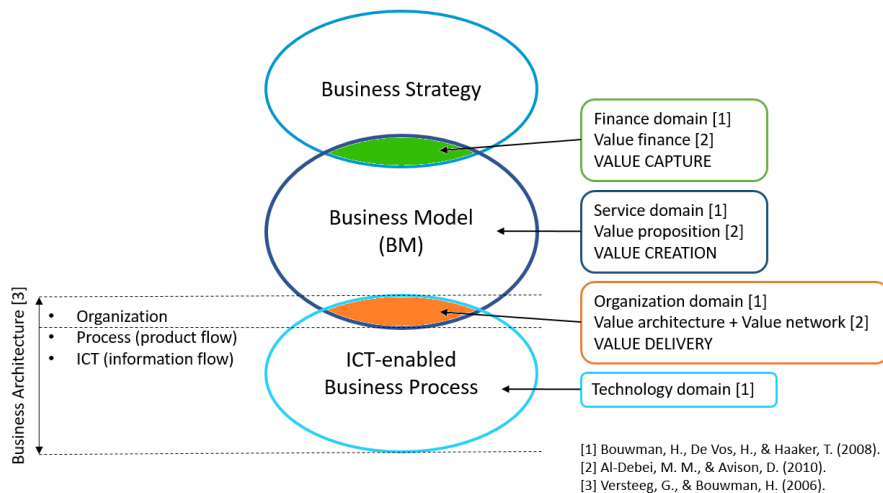 Business Strategy
Finance domain [1]
Value finance [2]
VALUE CAPTURE
Business Model
(BM)
Service domain [1]
Value proposition [2]
VALUE CREATION
Business Architecture [3]
• Organization
• Process (product flow)
• ICT (information flow)
Organization domain [1]
Value architecture + Value network [2]
VALUE DELIVERY
ICT-enabled
Business Process
Technology domain [1]
[1] Bouwman, H., De Vos, H., & Haaker, T. (2008).
[2] Al-Debei, M. M., & Avison, D. (2010).
[3] Versteeg, G., & Bouwman, H. (2006).